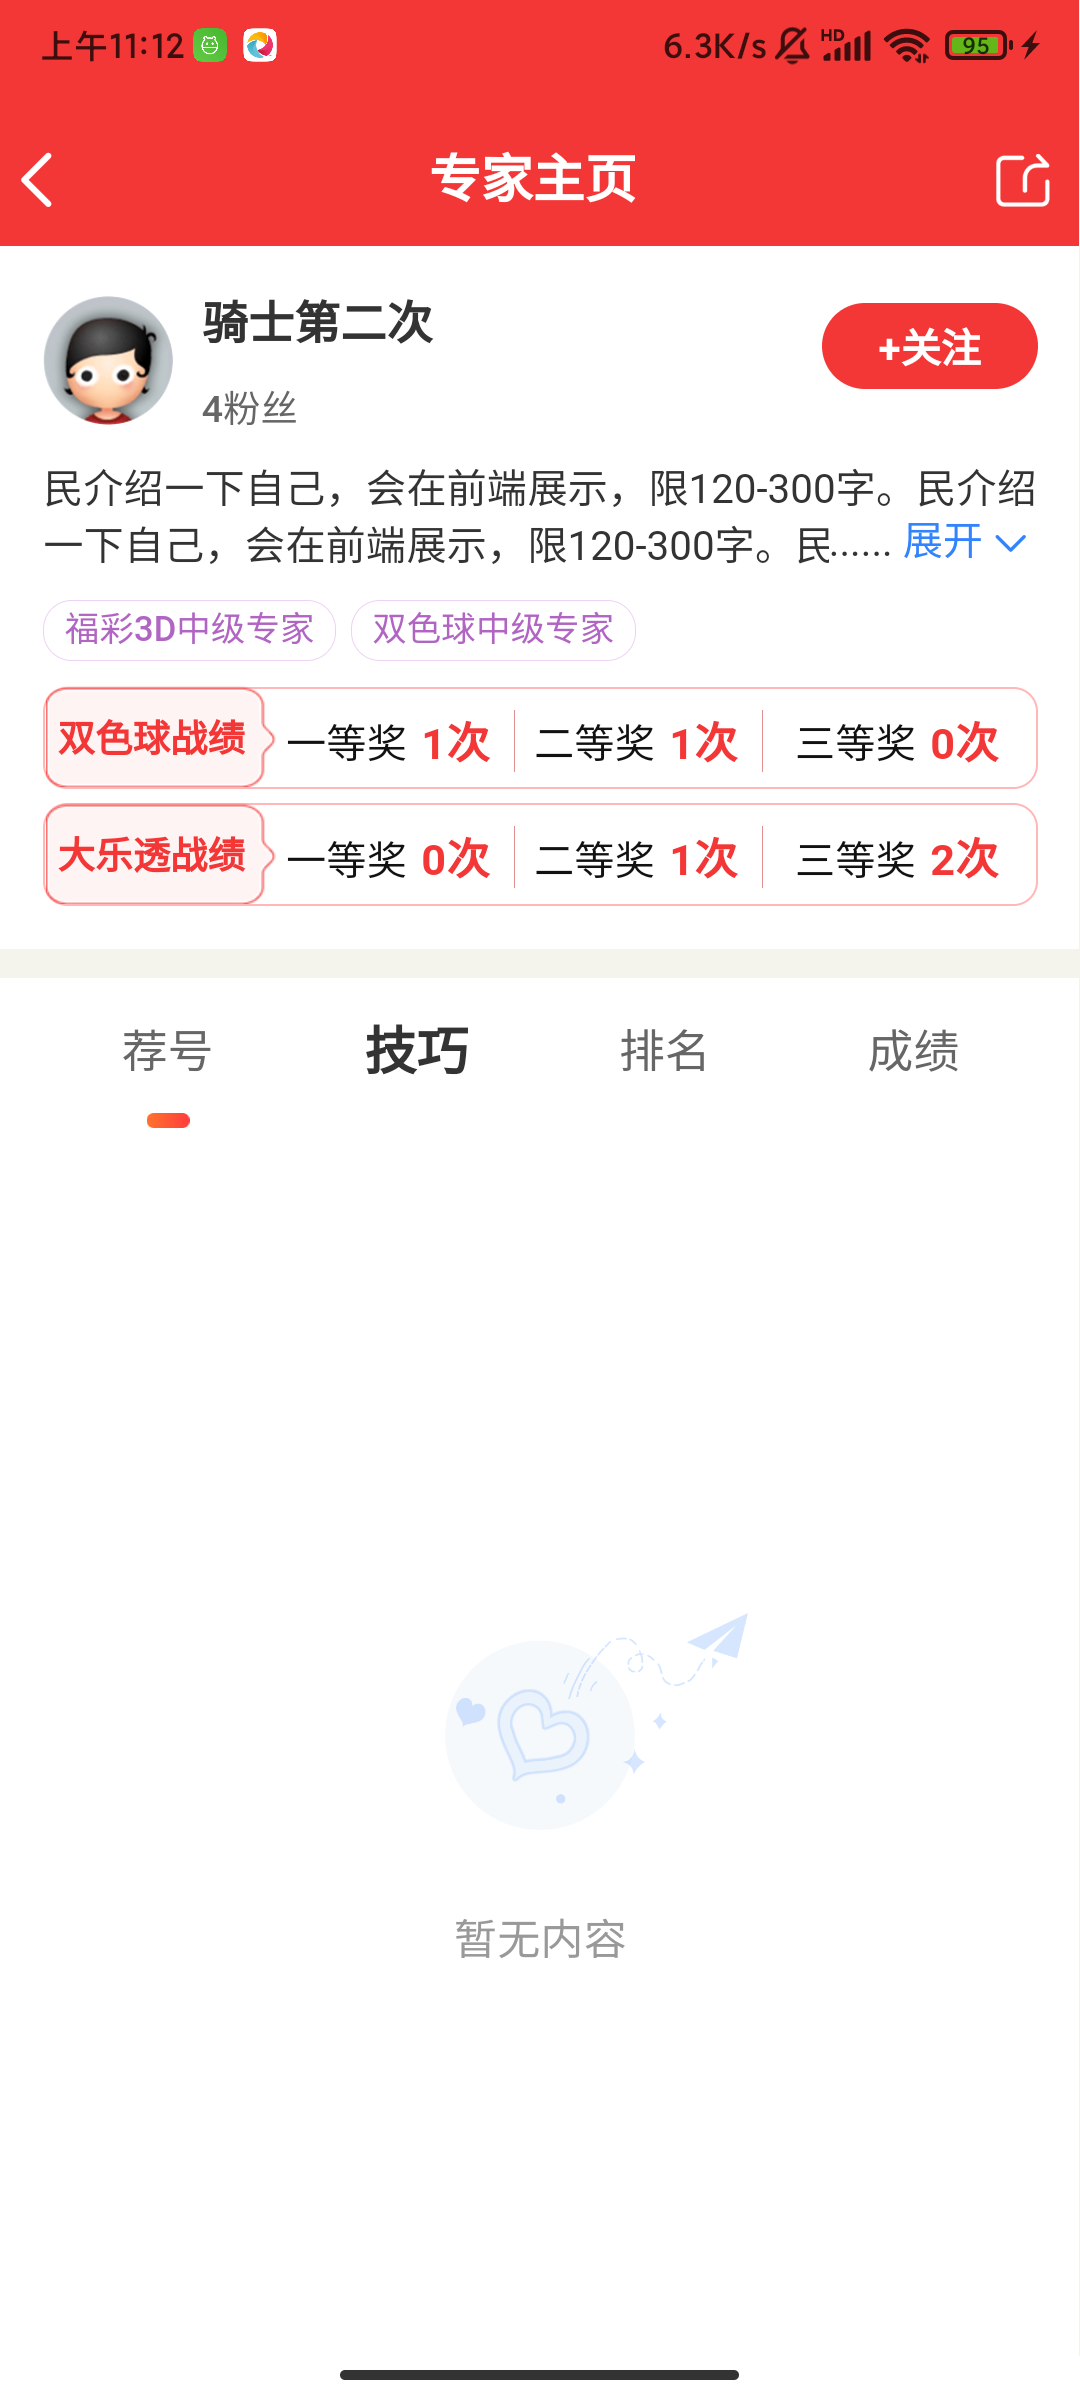 上午11:12 6.3K/s HD 95
专家主页
骑士第二次
+关注
4粉丝
民介绍一下自己，会在前端展示，限120-300字。民介绍
一下自己，会在前端展示，限120-300字。民...... 展开
福彩3D中级专家 双色球中级专家
双色球战绩 一等奖 1次 二等奖 1次 三等奖 0次
大乐透战绩 一等奖 0次 二等奖 1次 三等奖 2次
荐号 技巧 排名 成绩
暂无内容